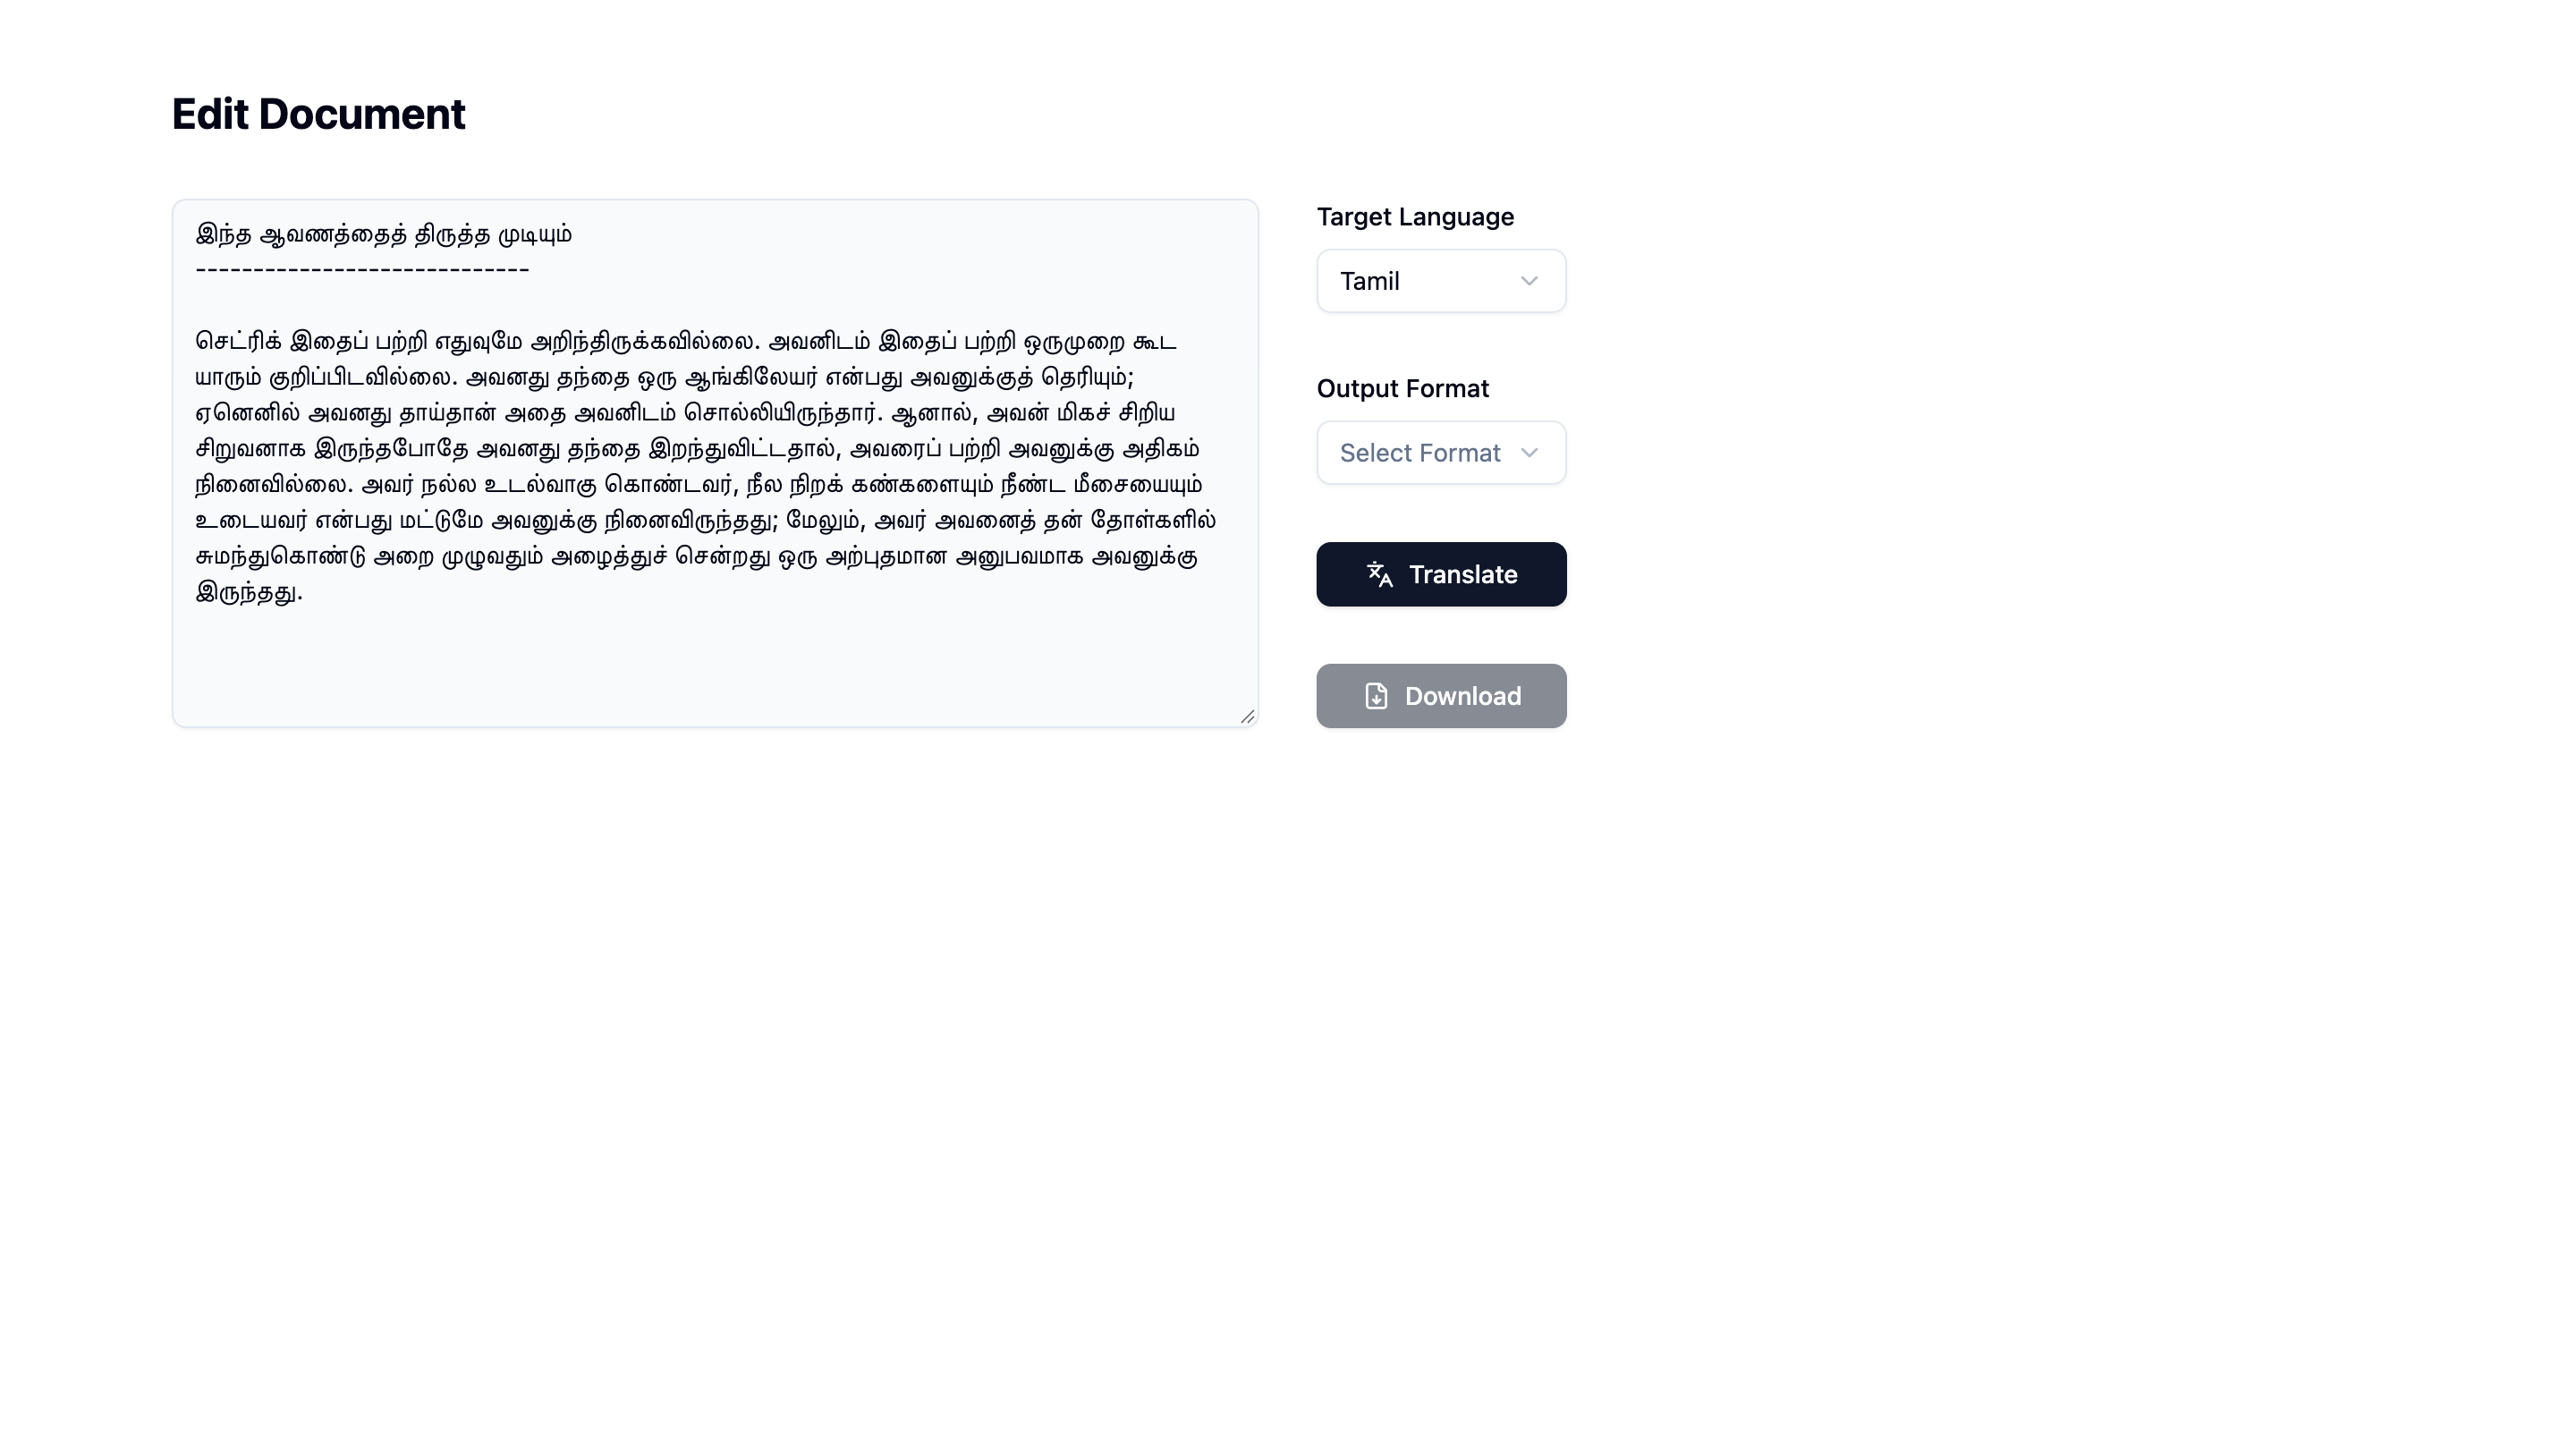 Edit Document
இந்த ஆவணத்தைத் திருத்த முடியும்
-----------------------------
செட்ரிக் இதைப் பற்றி எதுவுமே அறிந்திருக்கவில்லை. அவனிடம் இதைப் பற்றி ஒருமுறை கூட
யாரும் குறிப்பிடவில்லை. அவனது தந்தை ஒரு ஆங்கிலேயர் என்பது அவனுக்குத் தெரியும்;
ஏனெனில் அவனது தாய்தான் அதை அவனிடம் சொல்லியிருந்தார். ஆனால், அவன் மிகச் சிறிய
சிறுவனாக இருந்தபோதே அவனது தந்தை இறந்துவிட்டதால், அவரைப் பற்றி அவனுக்கு அதிகம்
நினைவில்லை. அவர் நல்ல உடல்வாகு கொண்டவர், நீல நிறக் கண்களையும் நீண்ட மீசையையும்
உடையவர் என்பது மட்டுமே அவனுக்கு நினைவிருந்தது; மேலும், அவர் அவனைத் தன் தோள்களில்
சுமந்துகொண்டு அறை முழுவதும் அழைத்துச் சென்றது ஒரு அற்புதமான அனுபவமாக அவனுக்கு
இருந்தது.
Target Language
Tamil
Output Format
Select Format
Translate
Download